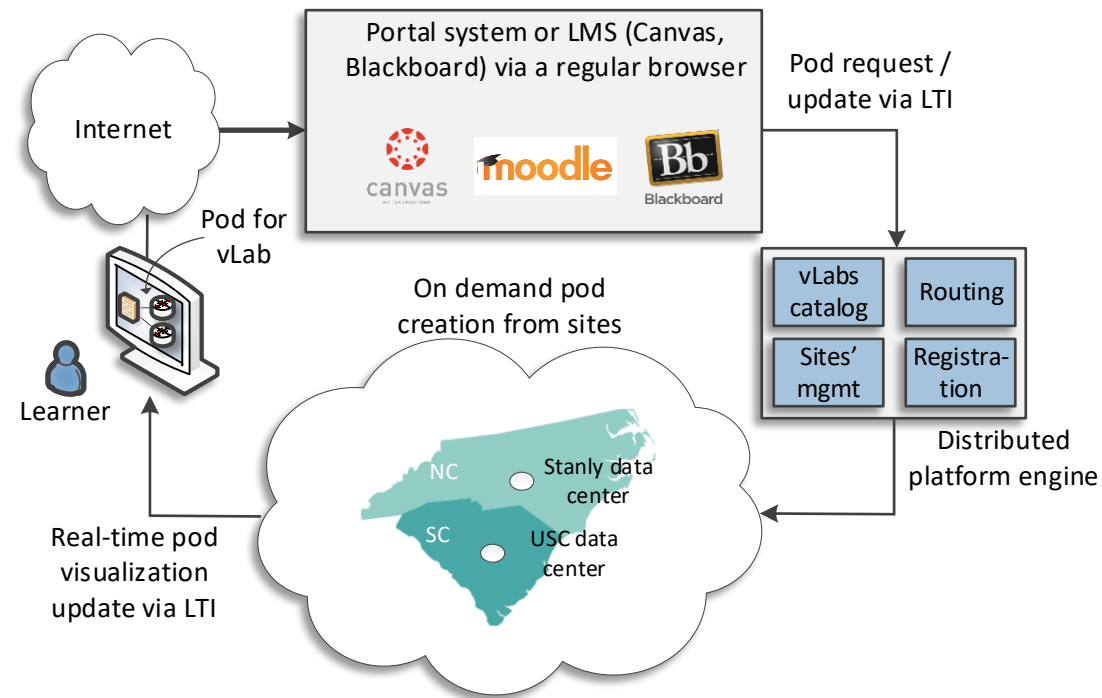 Portal system or LMS (Canvas,
Blackboard) via a regular browser
Internet
canvas
moodle
Bb
Blackboard
Pod request /
update via LTI
Pod for
vLab
Learner
On demand pod
creation from sites
vLabs
catalog
Routing
Sites’
mgmt
Registra-
tion
Distributed
platform engine
NC
Stanly data
center
SC
USC data
center
Real-time pod
visualization
update via LTI